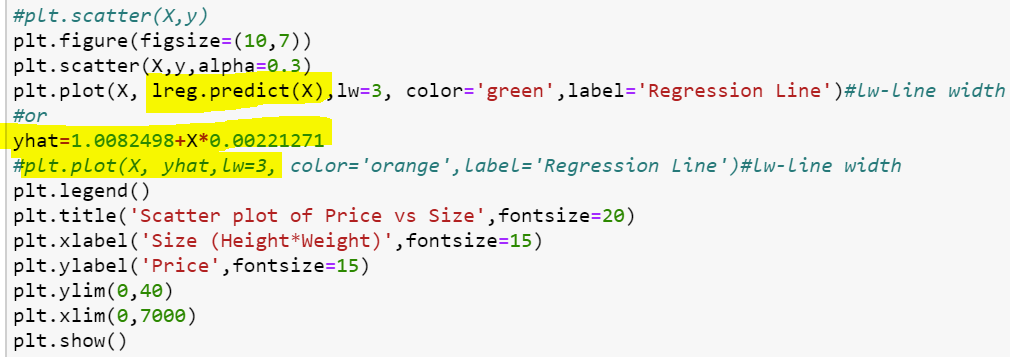 #plt.scatter(X,y)
plt.figure(figsize=(10,7))
plt.scatter(X,y,alpha=0.3)
plt.plot(X, lreg.predict(X),lw=3, color='green',label='Regression Line')#lw-line width
#or
yhat=1.0082498+X*0.00221271
#plt.plot(X, yhat,lw=3, color='orange',label='Regression Line')#lw-line width
plt.legend()
plt.title('Scatter plot of Price vs Size',fontsize=20)
plt.xlabel('Size (Height*Weight)',fontsize=15)
plt.ylabel('Price',fontsize=15)
plt.ylim(0,40)
plt.xlim(0,7000)
plt.show()